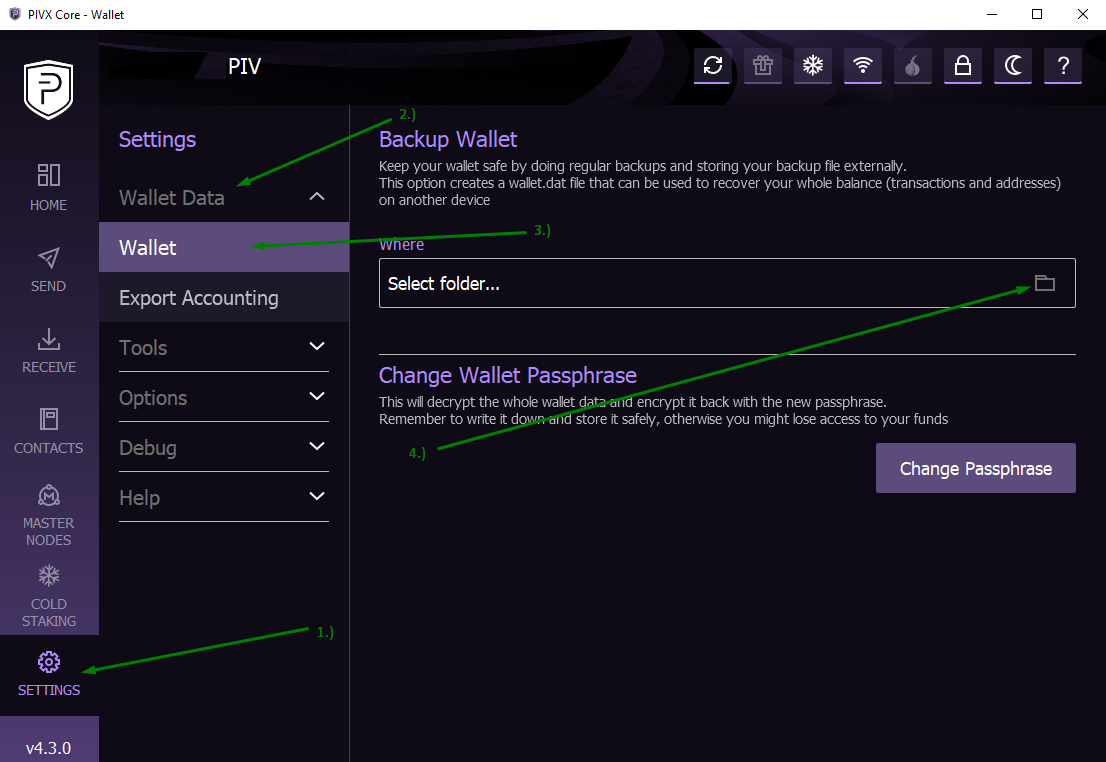 PIVX Core - Wallet
PIV
?
HOME
SEND
RECEIVE
CONTACTS
MASTER
NODES
COLD
STAKING
SETTINGS
v4.3.0
Settings
Wallet Data
Wallet
Export Accounting
Tools
Options
Debug
Help
2.)
Backup Wallet
Keep your wallet safe by doing regular backups and storing your backup file externally.
This option creates a wallet.dat file that can be used to recover your whole balance (transactions and addresses)
on another device
3.)
Where
Select folder...
Change Wallet Passphrase
This will decrypt the whole wallet data and encrypt it back with the new passphrase.
Remember to write it down and store it safely, otherwise you might lose access to your funds
4.)
Change Passphrase
1.)